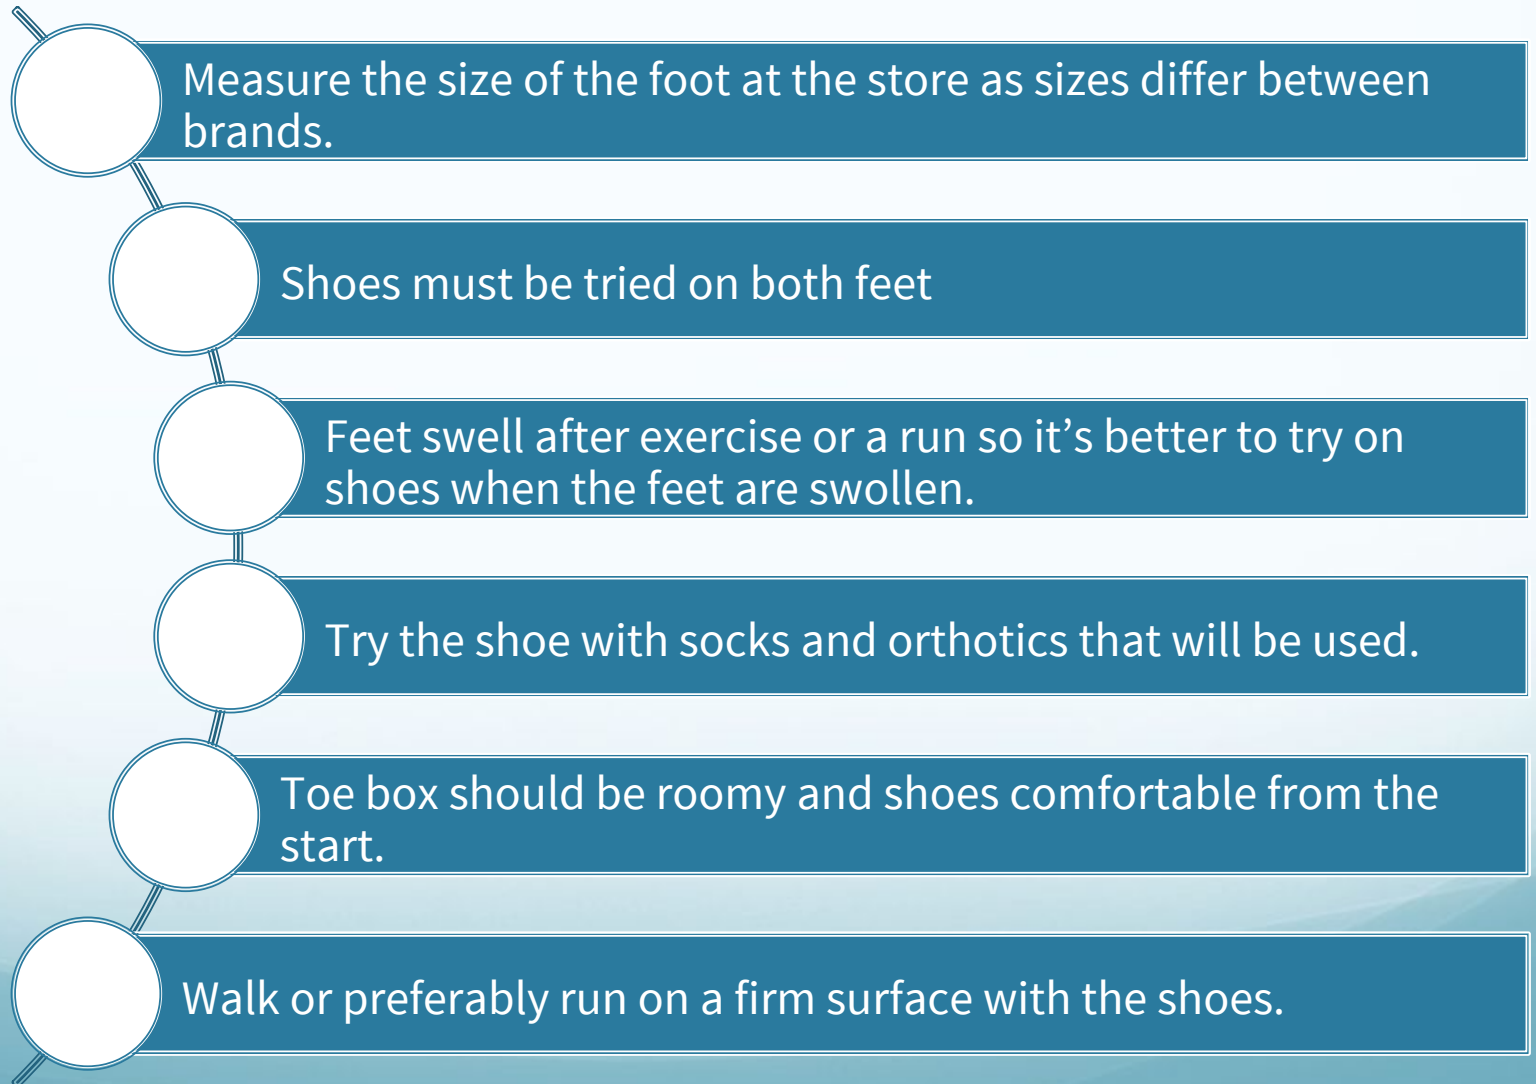 Measure the size of the foot at the store as sizes differ between
brands.
Shoes must be tried on both feet
Feet swell after exercise or a run so it’s better to try on
shoes when the feet are swollen.
Try the shoe with socks and orthotics that will be used.
Toe box should be roomy and shoes comfortable from the
start.
Walk or preferably run on a firm surface with the shoes.